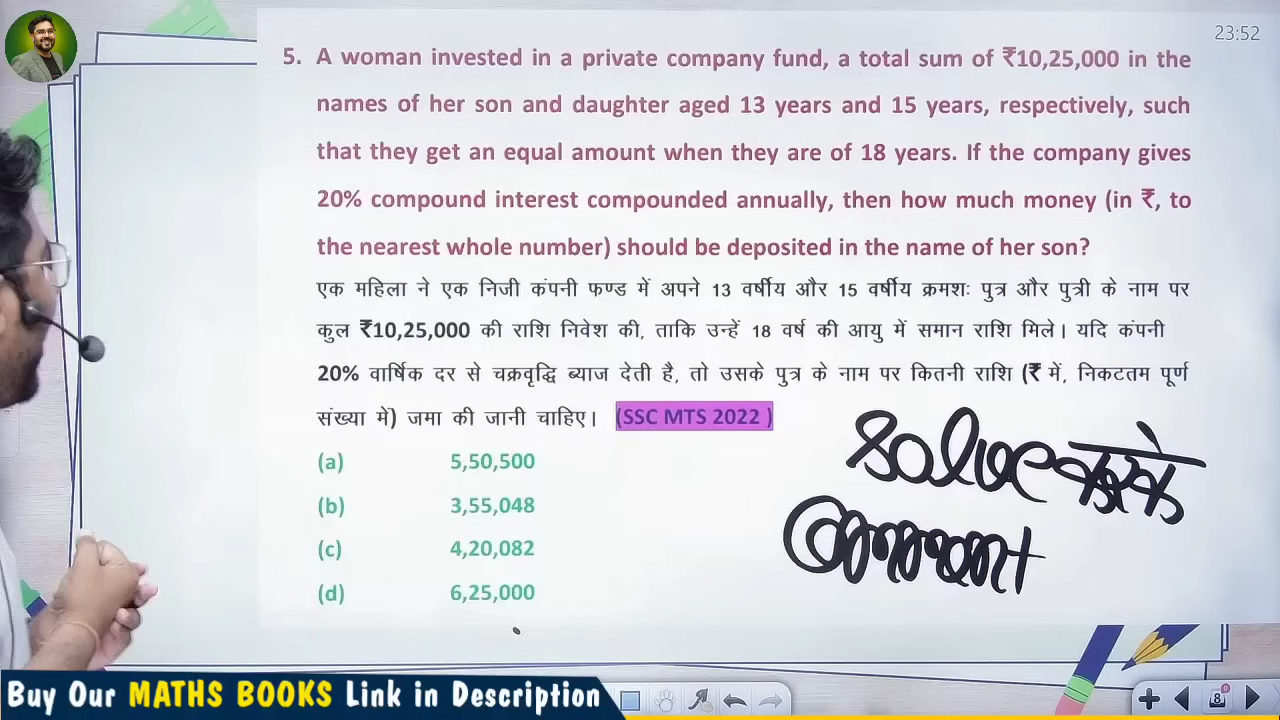 23:52
5. A woman invested in a private company fund, a total sum of ₹10,25,000 in the
names of her son and daughter aged 13 years and 15 years, respectively, such
that they get an equal amount when they are of 18 years. If the company gives
20% compound interest compounded annually, then how much money (in ₹, to
the nearest whole number) should be deposited in the name of her son?
एक महिला ने एक निजी कंपनी फण्ड में अपने 13 वर्षीय और 15 वर्षीय क्रमशः पुत्र और पुत्री के नाम पर
कुल ₹10,25,000 की राशि निवेश की, ताकि उन्हें 18 वर्ष की आयु में समान राशि मिले। यदि कंपनी
20% वार्षिक दर से चक्रवृद्धि ब्याज देती है, तो उसके पुत्र के नाम पर कितनी राशि (₹ में, निकटतम पूर्ण
संख्या में) जमा की जानी चाहिए। (SSC MTS 2022 )
(a) 5,50,500
(b) 3,55,048
(c) 4,20,082
(d) 6,25,000
Solve करके
Comment
Buy Our MATHS BOOKS Link in Description
8